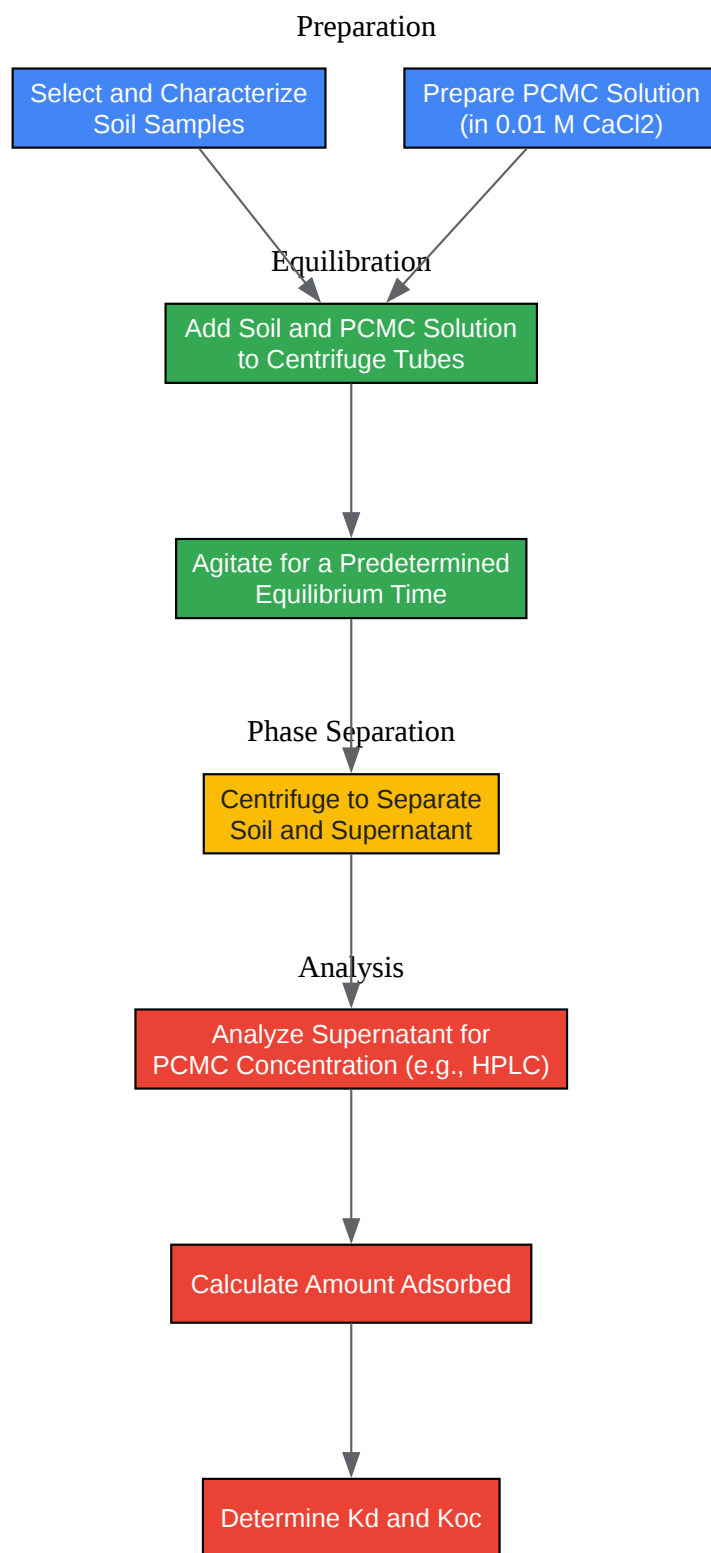 Preparation
Select and Characterize
Soil Samples
Prepare PCMC Solution
(in 0.01 M CaCl2)
Equilibration
Add Soil and PCMC Solution
to Centrifuge Tubes
Agitate for a Predetermined
Equilibrium Time
Phase Separation
Centrifuge to Separate
Soil and Supernatant
Analysis
Analyze Supernatant for
PCMC Concentration (e.g., HPLC)
Calculate Amount Adsorbed
Determine Kd and Koc